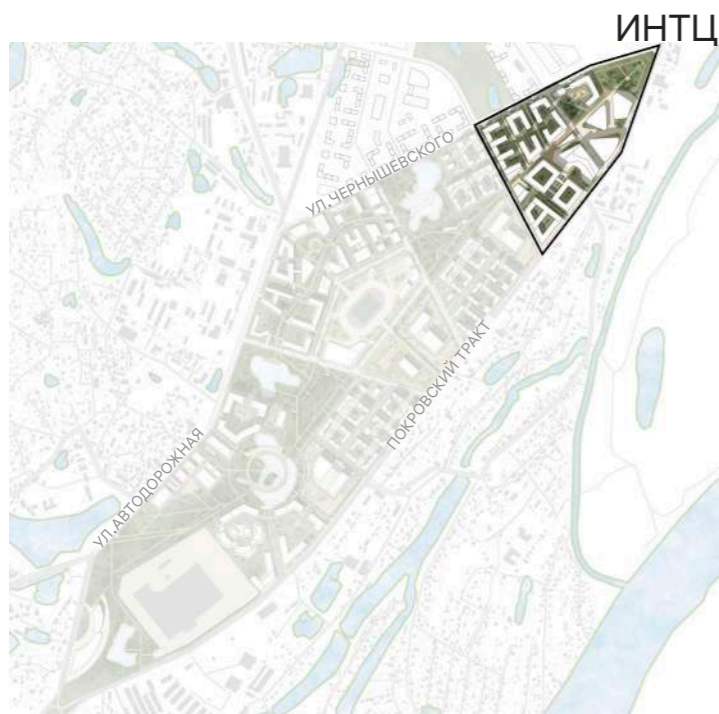 ИНТЦ
УЛ.ЧЕРНЫШЕВСКОГО
ПОКРОВСКИЙ ТРАКТ
УЛ.АВТОДОРОЖНАЯ